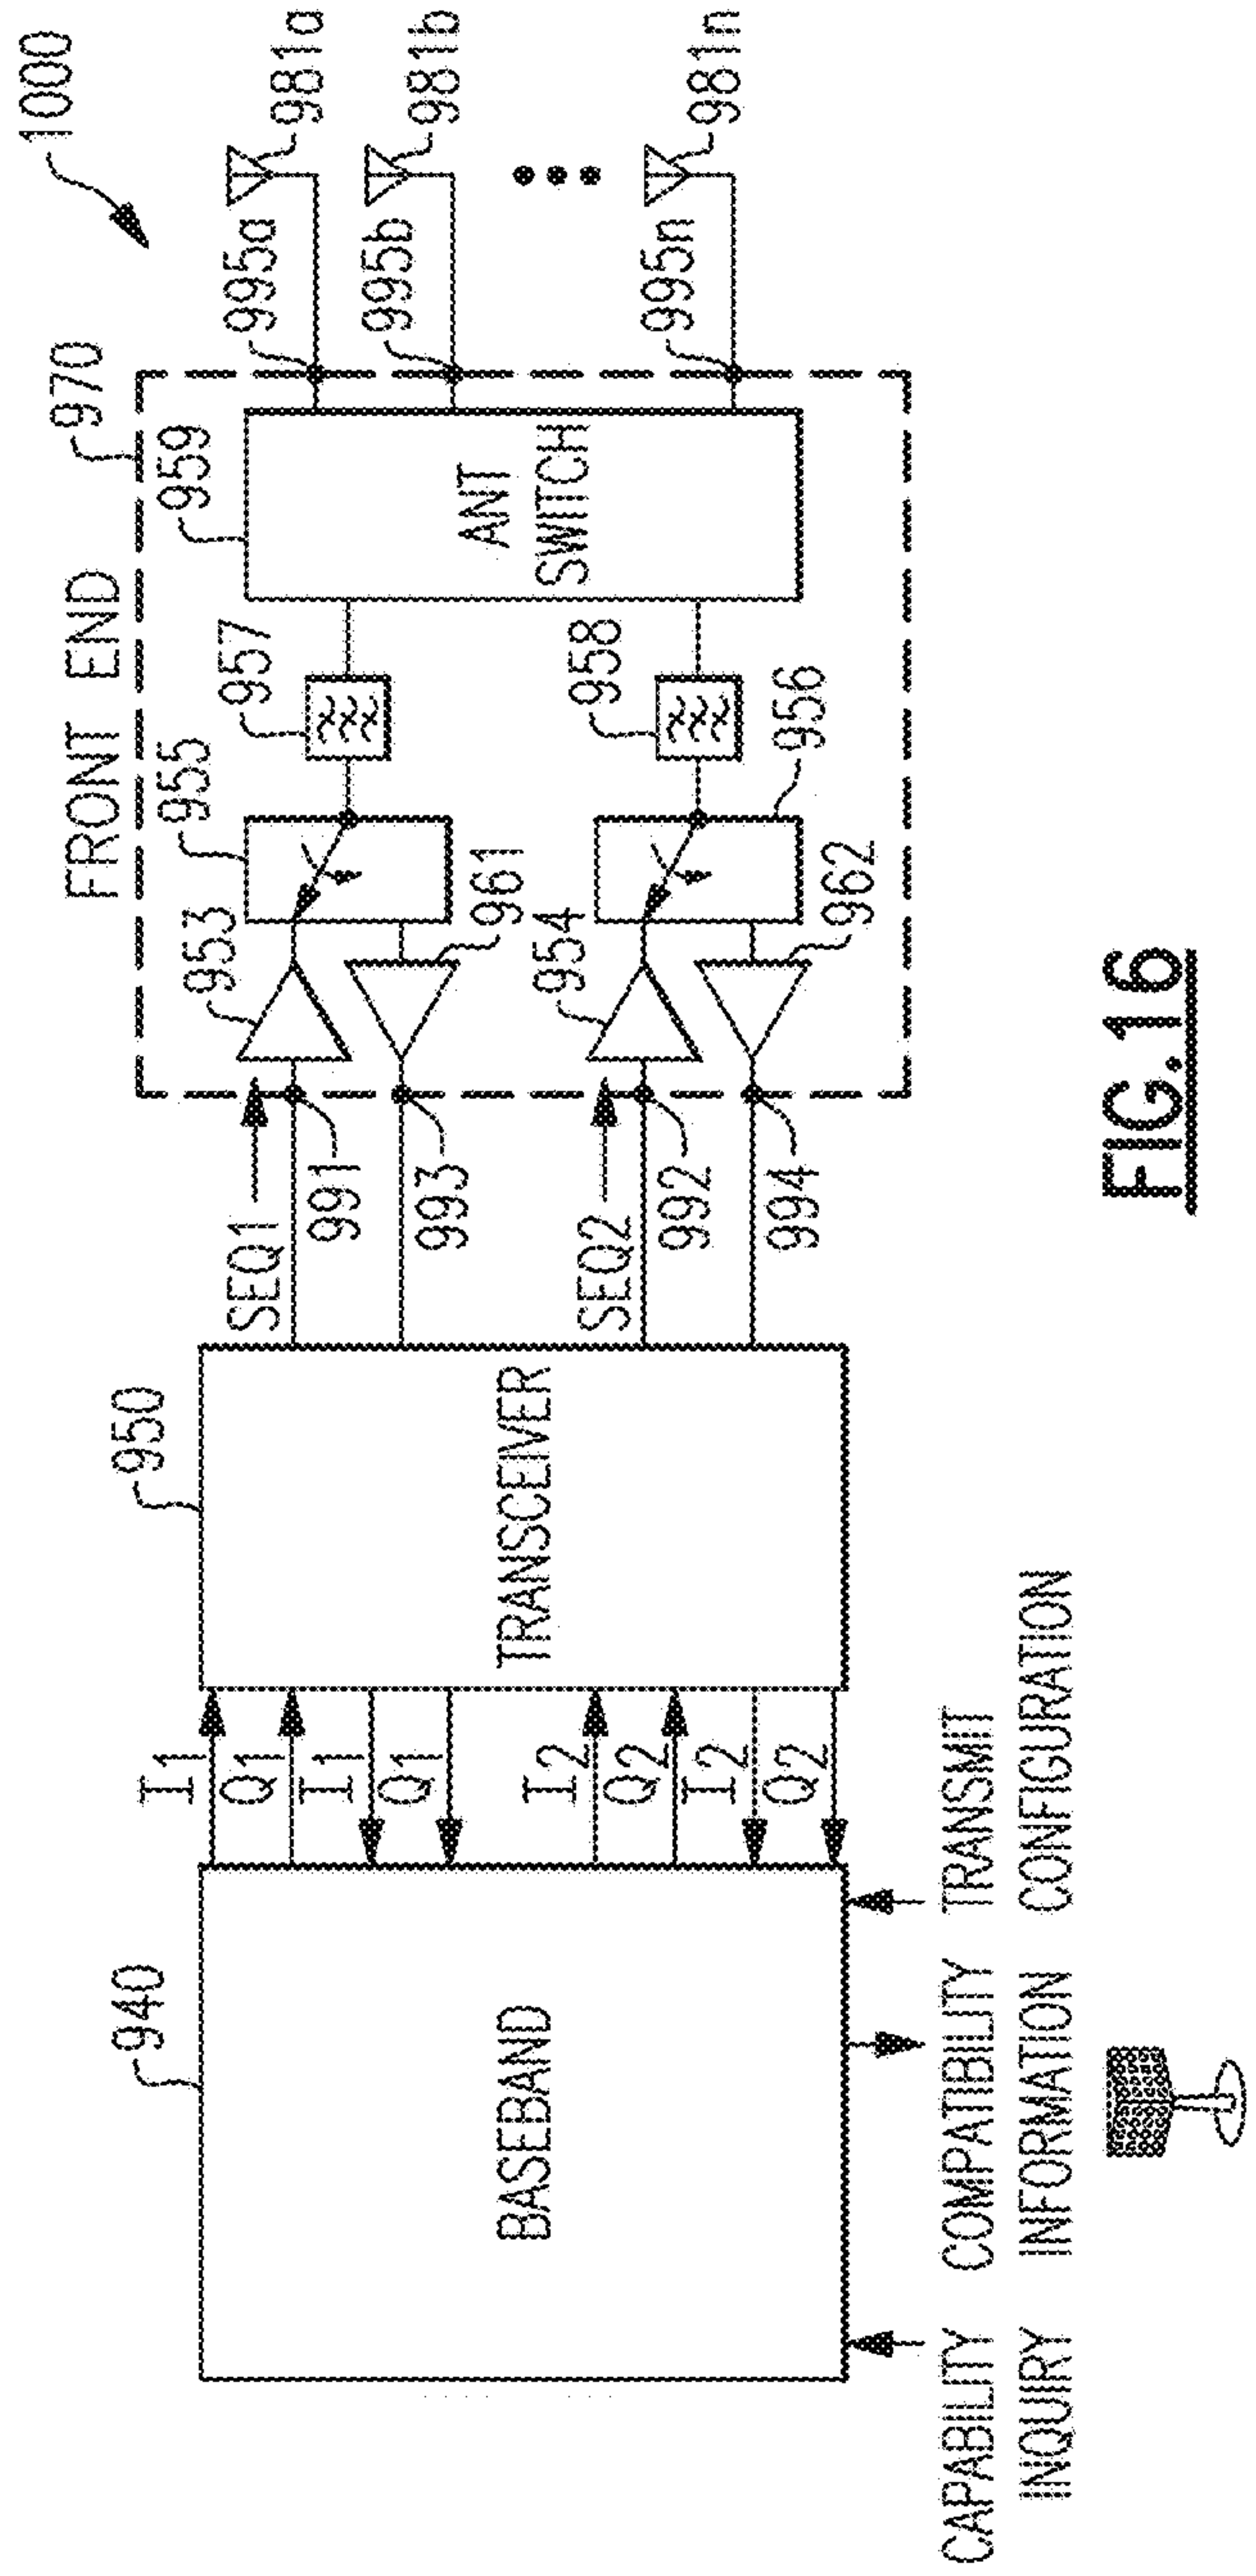 1000
970
FRONT END
959
995a
981a
995b
981b
995n
981n
ANT
SWITCH
957
958
955
956
953
961
954
962
SEQ1
991
993
SEQ2
992
994
950
TRANSCEIVER
I1
Q1
I1
Q1
I2
Q2
I2
Q2
940
BASEBAND
CAPABILITY
INQUIRY
COMPATIBILITY
INFORMATION
TRANSMIT
CONFIGURATION
FIG.16